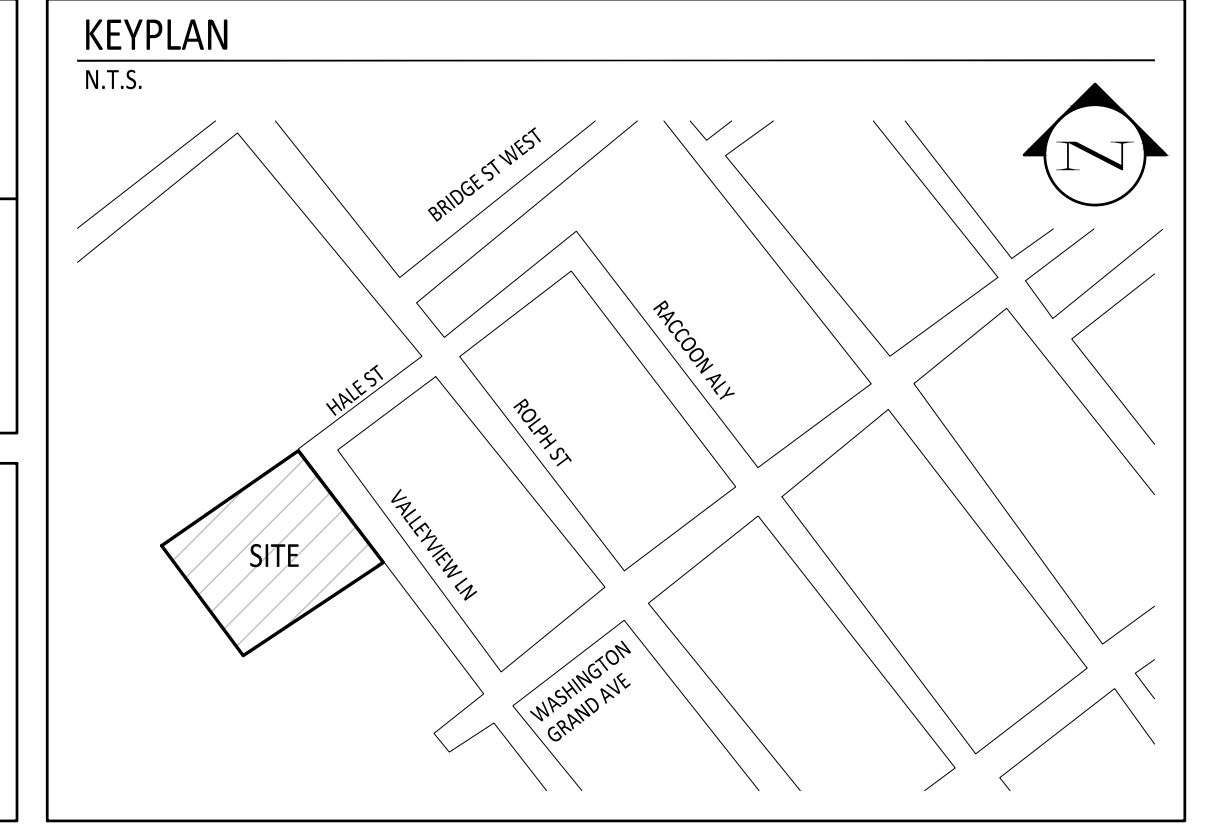 KEYPLAN
N.T.S.
N
BRIDGE ST WEST
RACCOON ALY
HALE ST
ROLPH ST
VALLEYVIEW LN
SITE
WASHINGTON
GRAND AVE